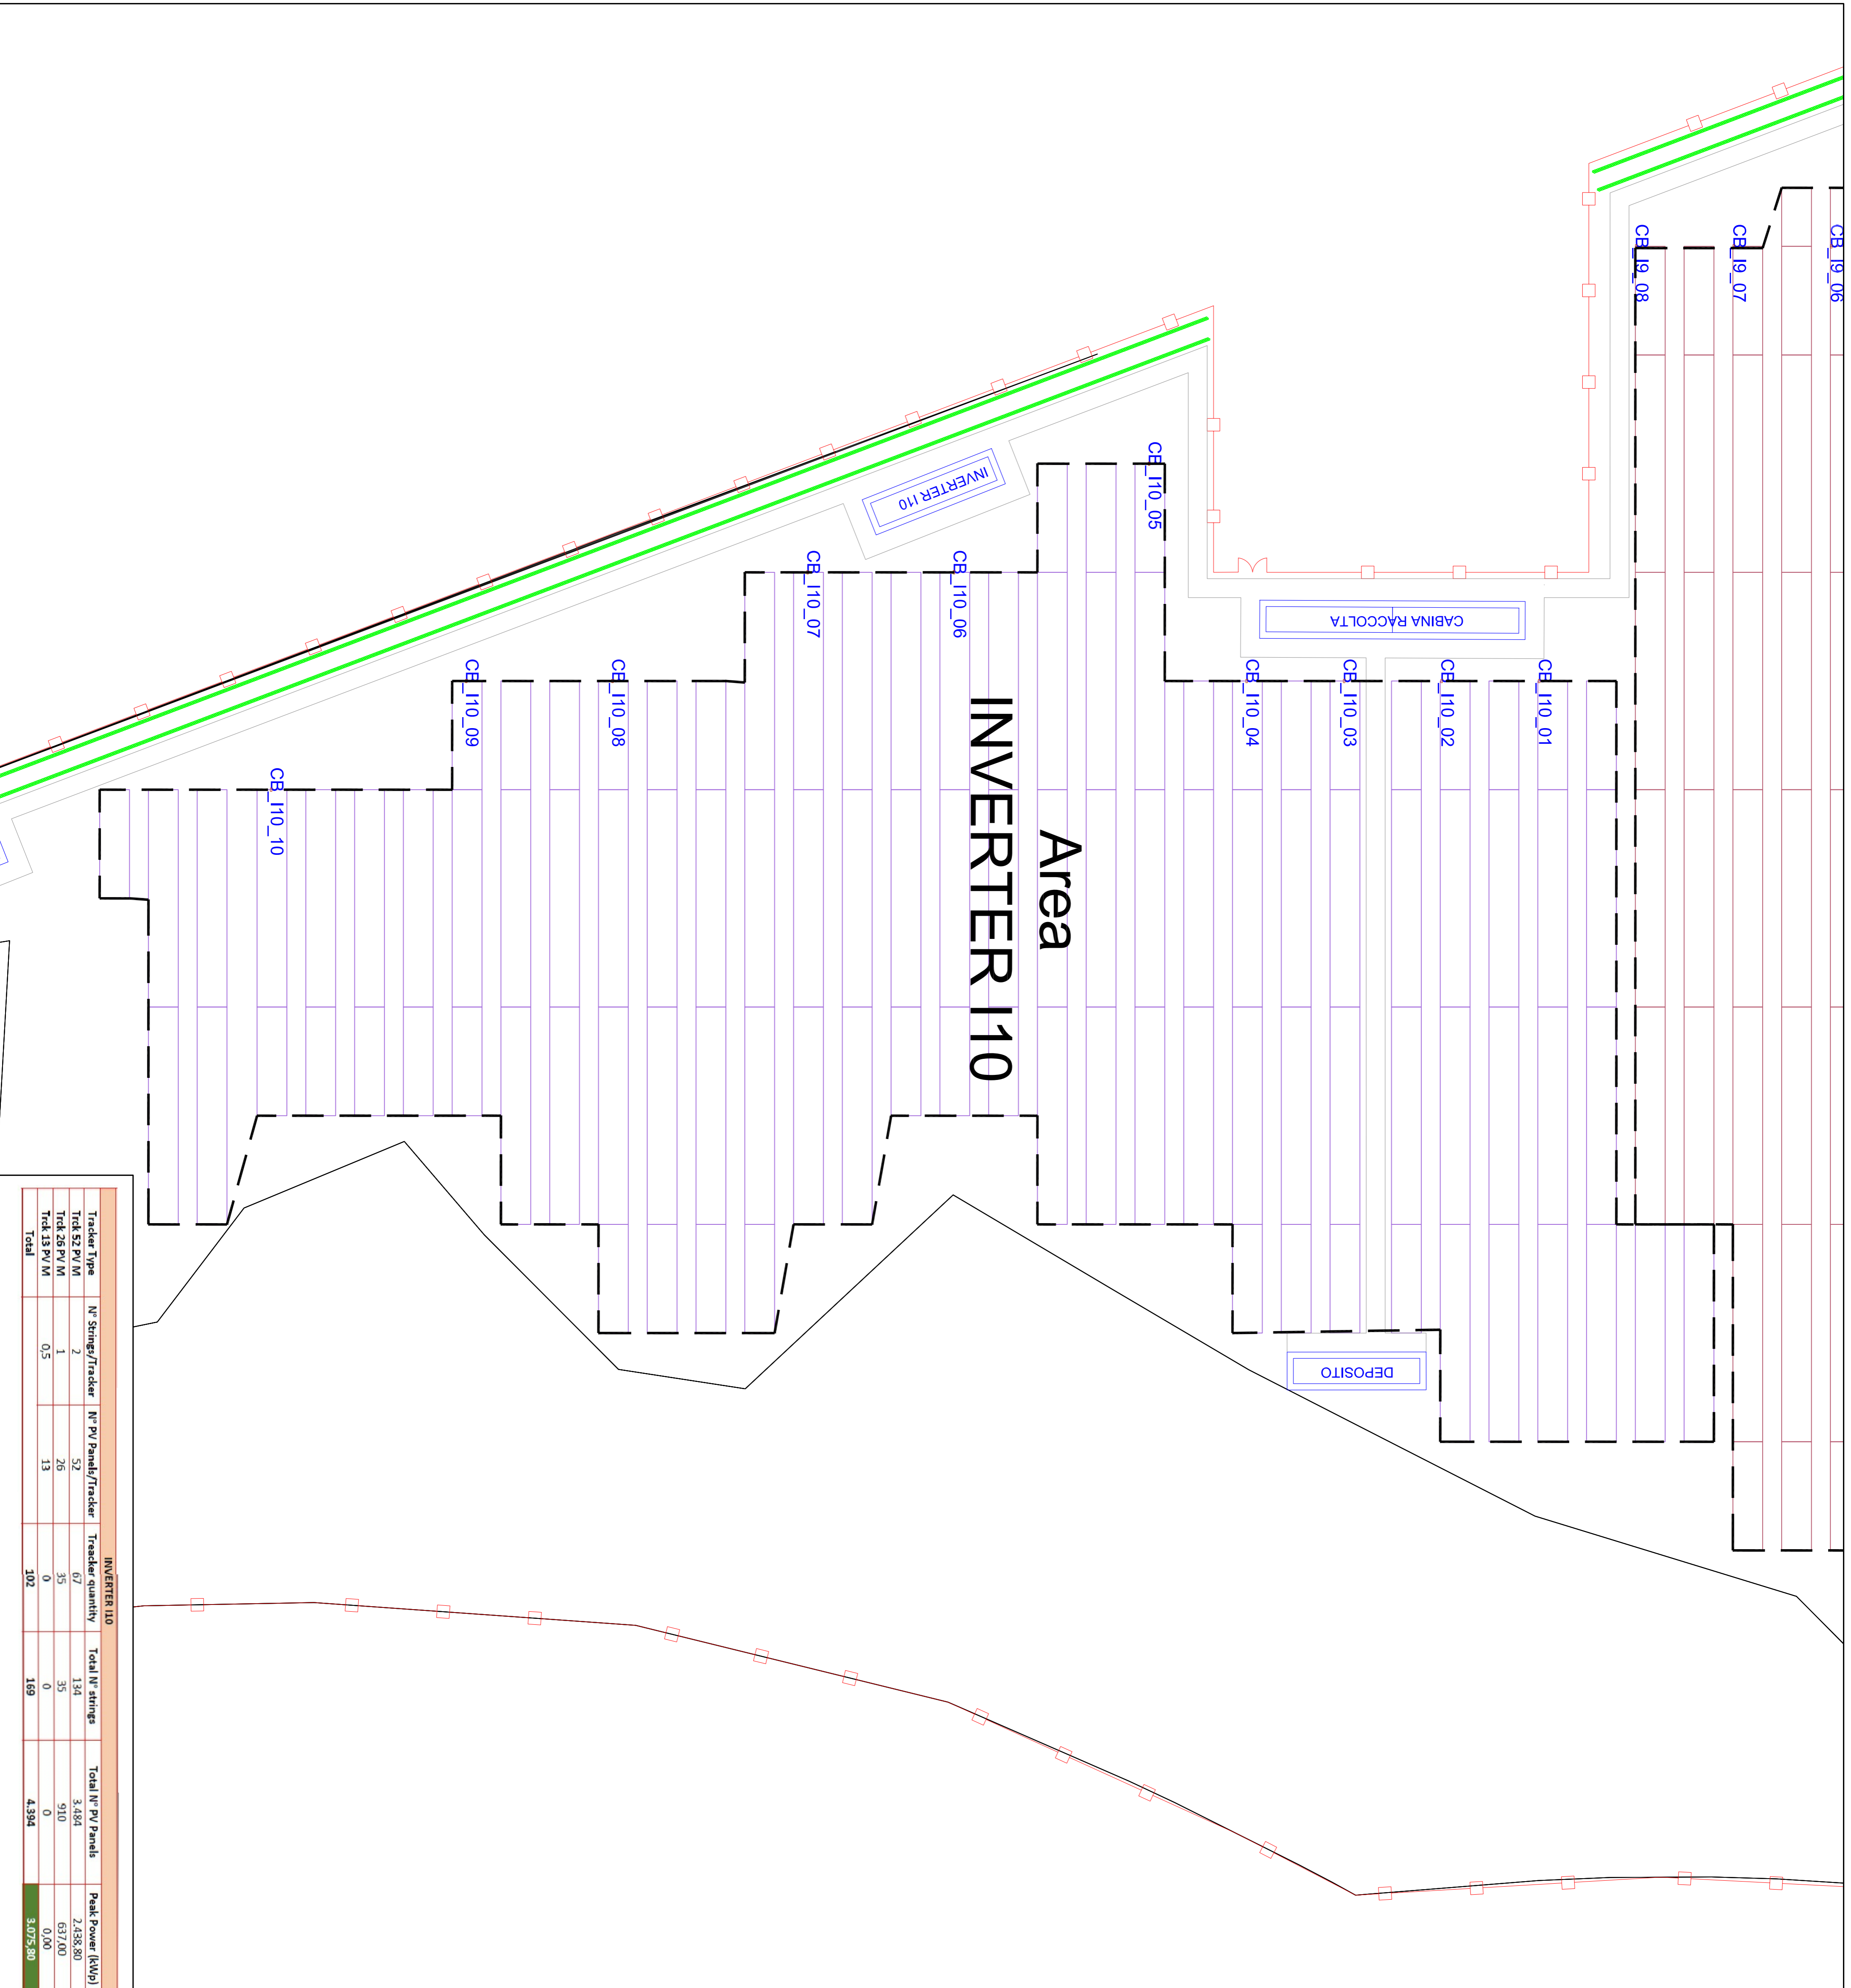 CB_I9_06
CB_I9_07
CB_I9_08
CB_I10_01
CB_I10_02
CB_I10_03
CB_I10_04
CB_I10_05
CB_I10_06
CB_I10_07
CB_I10_08
CB_I10_09
CB_I10_10
CABINA RACCOLTA
INVERTER I10
DEPOSITO
Area
INVERTER I10
INVERTER I10
Tracker Type N° Strings/Tracker N° PV Panels/Tracker Treacker quantity Total N° strings Total N° PV Panels Peak Power (kWp)
Trck 52 PV M 2 52 67 134 3.484 2.438,80
Trck 26 PV M 1 26 35 35 910 637,00
Trck 13 PV M 0,5 13 0 0 0 0,00
Total 102 169 4.394 3.075,80